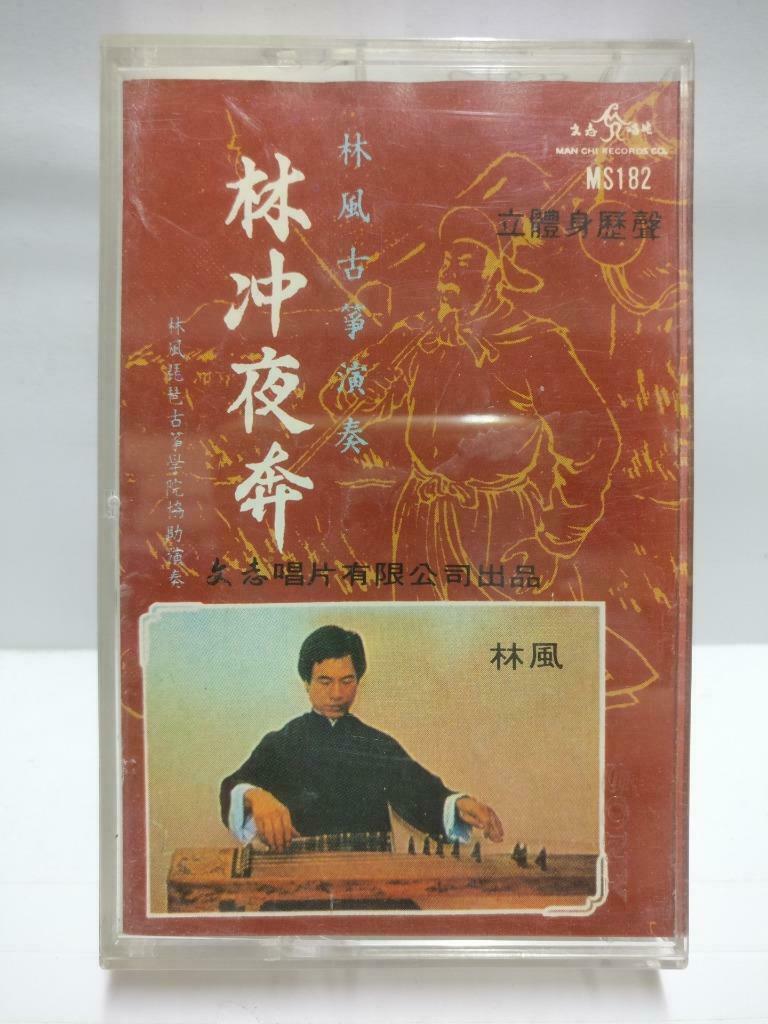 文志唱片
MAN CHI RECORDS CO.
MS182
立體身歷聲
林風古箏演奏
林冲夜奔
林風琵琶古箏學院協助演奏
文志唱片有限公司出品
林風